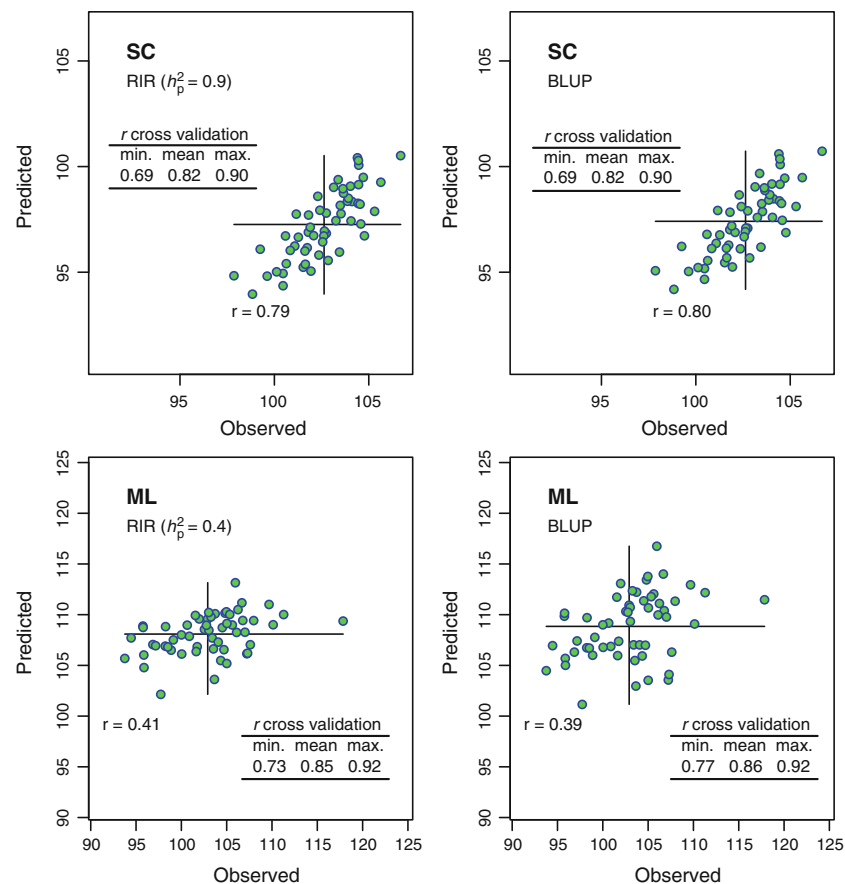 SC
RIR (h²ₚ = 0.9)
r cross validation
min. mean max.
0.69 0.82 0.90
r = 0.79
Predicted
105
100
95
95 100 105
Observed
SC
BLUP
r cross validation
min. mean max.
0.69 0.82 0.90
r = 0.80
Predicted
105
100
95
95 100 105
Observed
ML
RIR (h²ₚ = 0.4)
r = 0.41
r cross validation
min. mean max.
0.73 0.85 0.92
Predicted
125
120
115
110
105
100
95
90
90 95 100 105 110 115 120 125
Observed
ML
BLUP
r = 0.39
r cross validation
min. mean max.
0.77 0.86 0.92
Predicted
125
120
115
110
105
100
95
90
90 95 100 105 110 115 120 125
Observed